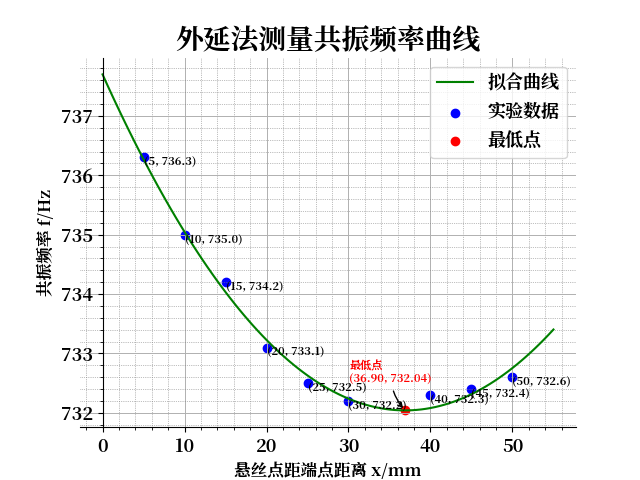 外延法测量共振频率曲线
拟合曲线
实验数据
最低点
共振频率 f/Hz
737
736
735
734
733
732
(5, 736.3)
(10, 735.0)
(15, 734.2)
(20, 733.1)
(25, 732.5)
(30, 732.2)
最低点
(36.90, 732.04)
(40, 732.3)
(45, 732.4)
(50, 732.6)
0 10 20 30 40 50
悬丝点距端点距离 x/mm